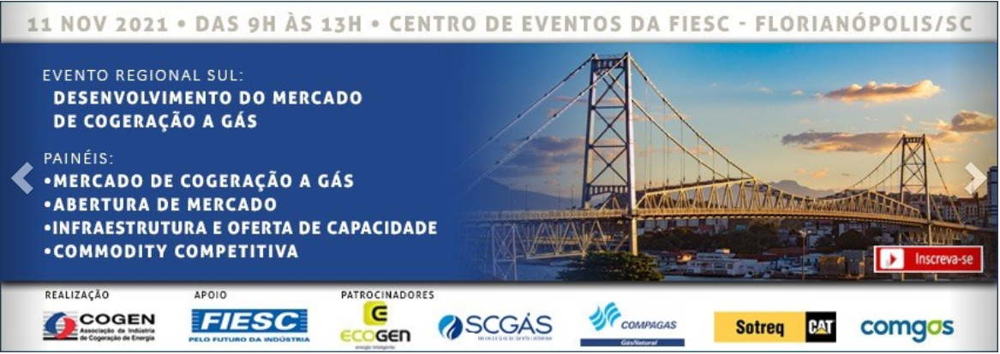 11 NOV 2021 • DAS 9H ÀS 13H • CENTRO DE EVENTOS DA FIESC - FLORIANÓPOLIS/SC
EVENTO REGIONAL SUL:
DESENVOLVIMENTO DO MERCADO
DE COGERAÇÃO A GÁS
PAINÉIS:
•MERCADO DE COGERAÇÃO A GÁS
•ABERTURA DE MERCADO
•INFRAESTRUTURA E OFERTA DE CAPACIDADE
•COMMODITY COMPETITIVA
Inscreva-se
REALIZAÇÃO
COGEN
Associação da Indústria
de Cogeração de Energia
APOIO
FIESC
PELO FUTURO DA INDÚSTRIA
PATROCINADORES
ECOGEN
energia inteligente
SCGÁS
COMPAGAS
GásNatural
Sotreq
CAT
comgas